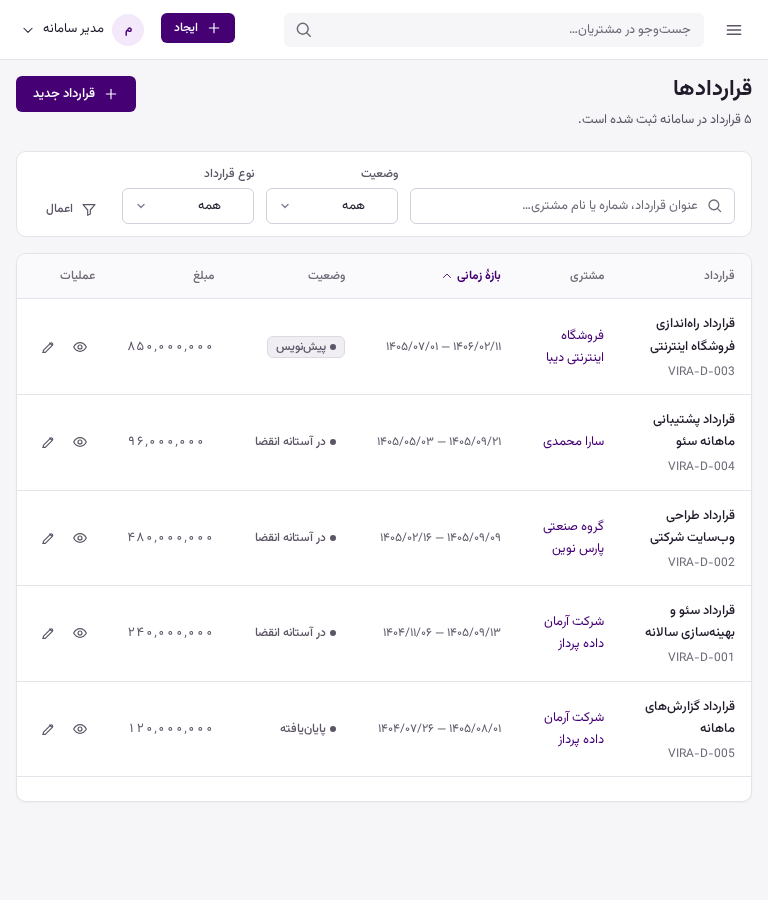 جست‌وجو در مشتریان…
ایجاد
م
مدیر سامانه
قراردادها
۵ قرارداد در سامانه ثبت شده است.
قرارداد جدید
عنوان قرارداد، شماره یا نام مشتری…
وضعیت
همه
نوع قرارداد
همه
اعمال
قرارداد مشتری بازهٔ زمانی وضعیت مبلغ عملیات
قرارداد راه‌اندازی
فروشگاه اینترنتی
VIRA-D-003
فروشگاه
اینترنتی دیبا
۱۴۰۵/۰۷/۰۱ — ۱۴۰۶/۰۲/۱۱
پیش‌نویس
۸۵۰,۰۰۰,۰۰۰
قرارداد پشتیبانی
ماهانه سئو
VIRA-D-004
سارا محمدی
۱۴۰۵/۰۵/۰۳ — ۱۴۰۵/۰۹/۲۱
در آستانه انقضا
۹۶,۰۰۰,۰۰۰
قرارداد طراحی
وب‌سایت شرکتی
VIRA-D-002
گروه صنعتی
پارس نوین
۱۴۰۵/۰۲/۱۶ — ۱۴۰۵/۰۹/۰۹
در آستانه انقضا
۴۸۰,۰۰۰,۰۰۰
قرارداد سئو و
بهینه‌سازی سالانه
VIRA-D-001
شرکت آرمان
داده پرداز
۱۴۰۴/۱۱/۰۶ — ۱۴۰۵/۰۹/۱۳
در آستانه انقضا
۲۴۰,۰۰۰,۰۰۰
قرارداد گزارش‌های
ماهانه
VIRA-D-005
شرکت آرمان
داده پرداز
۱۴۰۴/۰۷/۲۶ — ۱۴۰۵/۰۸/۰۱
پایان‌یافته
۱۲۰,۰۰۰,۰۰۰